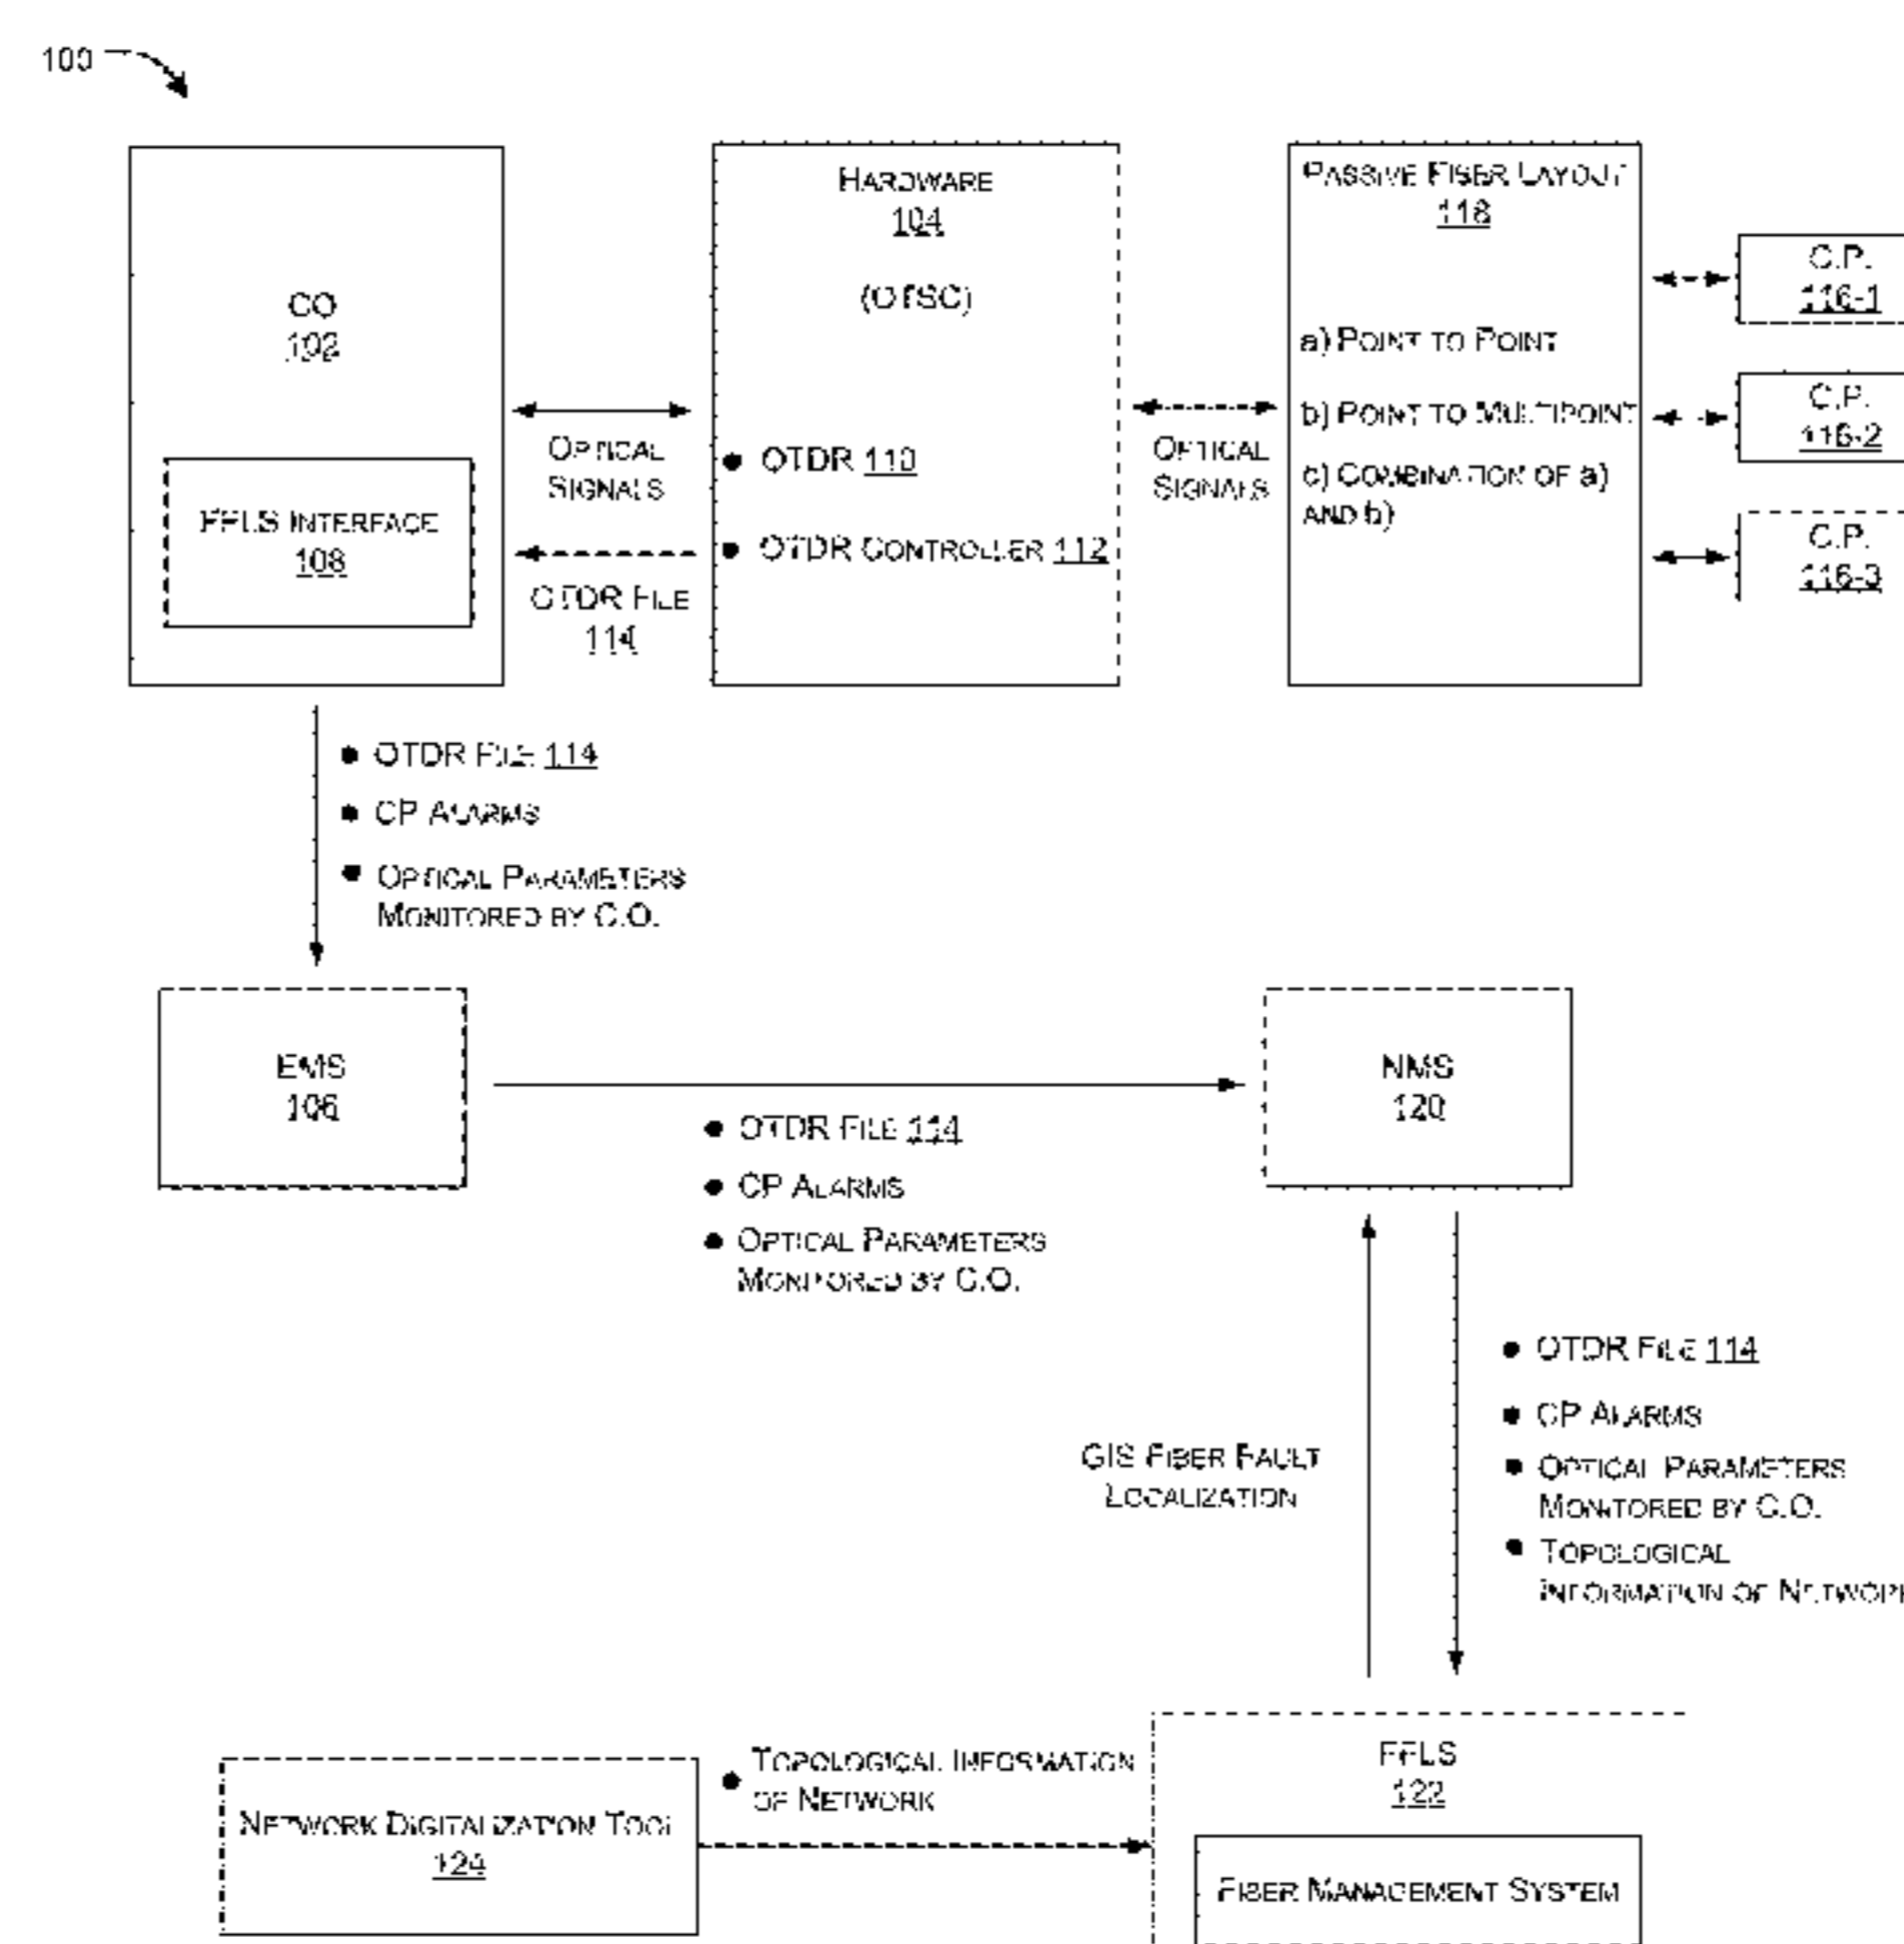 100
CO
102
FFLS INTERFACE
108
OPTICAL
SIGNALS
OTDR FILE
114
HARDWARE
104
(OTSC)
OTDR 110
OTDR CONTROLLER 112
OPTICAL
SIGNALS
PASSIVE FIBER LAYOUT
118
a) POINT TO POINT
b) POINT TO MULTIPOINT
c) COMBINATION OF a)
AND b)
C.P.
116-1
C.P.
116-2
C.P.
116-3
● OTDR FILE 114
● CP ALARMS
● OPTICAL PARAMETERS
MONITORED BY C.O.
EMS
106
● OTDR FILE 114
● CP ALARMS
● OPTICAL PARAMETERS
MONITORED BY C.O.
NMS
120
GIS FIBER FAULT
LOCALIZATION
● OTDR FILE 114
● CP ALARMS
● OPTICAL PARAMETERS
MONITORED BY C.O.
● TOPOLOGICAL
INFORMATION OF NETWORK
NETWORK DIGITALIZATION TOOL
124
● TOPOLOGICAL INFORMATION
OF NETWORK
FFLS
122
FIBER MANAGEMENT SYSTEM